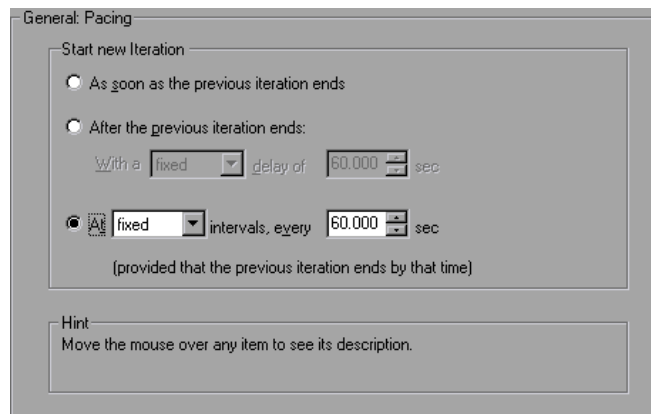 General: Pacing
Start new Iteration
As soon as the previous iteration ends
After the previous iteration ends:
With a fixed delay of 60.000 sec
At fixed intervals, every 60.000 sec
(provided that the previous iteration ends by that time)
Hint
Move the mouse over any item to see its description.